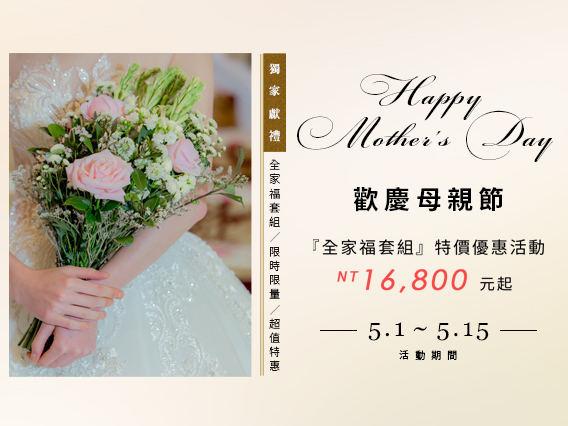 獨家獻禮
全家福套組／限時限量／超值特惠
Happy
Mother's Day
歡慶母親節
『全家福套組』特價優惠活動
NT16,800 元起
5.1 ~ 5.15
活動期間